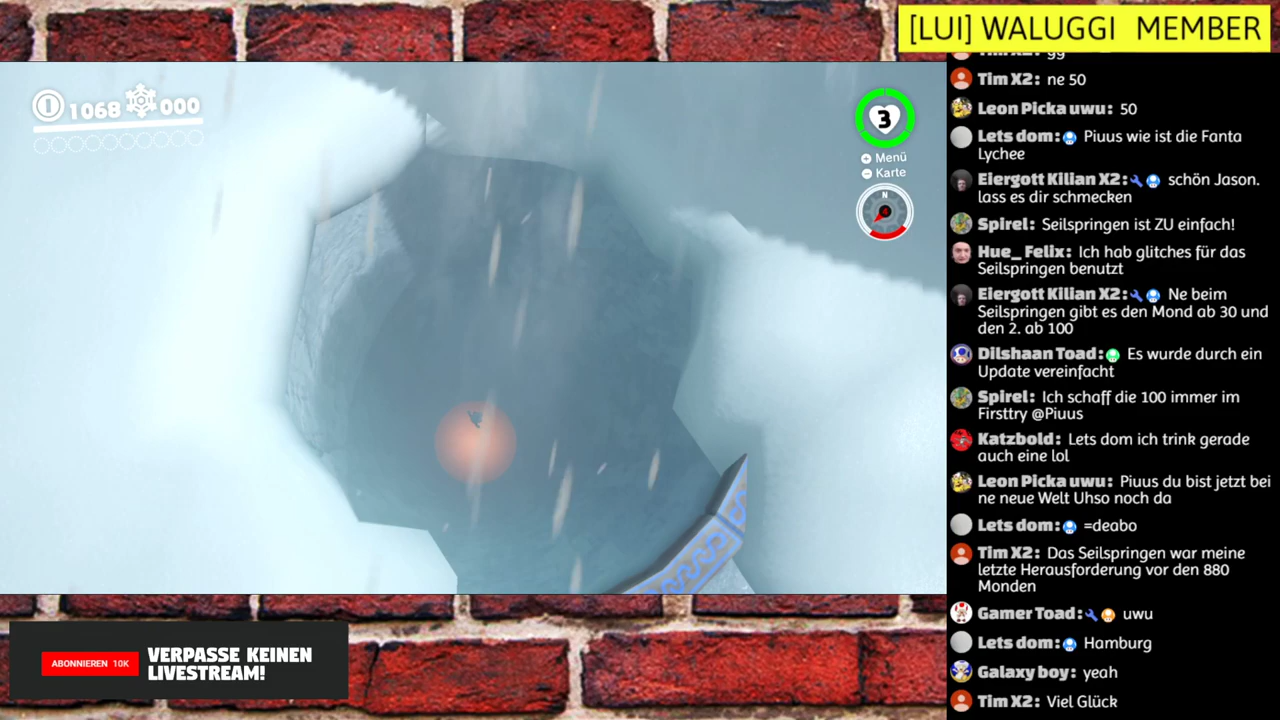 [LUI] WALUGGI MEMBER
1068 000
3
Menü
Karte
N
ABONNIEREN 10K
VERPASSE KEINEN
LIVESTREAM!
Tim X2: gg
Tim X2: ne 50
Leon Picka uwu: 50
Lets dom: Piuus wie ist die Fanta
Lychee
Eiergott Kilian X2: schön Jason.
lass es dir schmecken
Spirel: Seilspringen ist ZU einfach!
Hue_ Felix: Ich hab glitches für das
Seilspringen benutzt
Eiergott Kilian X2: Ne beim
Seilspringen gibt es den Mond ab 30 und
den 2. ab 100
Dilshaan Toad: Es wurde durch ein
Update vereinfacht
Spirel: Ich schaff die 100 immer im
Firsttry @Piuus
Katzbold: Lets dom ich trink gerade
auch eine lol
Leon Picka uwu: Piuus du bist jetzt bei
ne neue Welt Uhso noch da
Lets dom: =deabo
Tim X2: Das Seilspringen war meine
letzte Herausforderung vor den 880
Monden
Gamer Toad: uwu
Lets dom: Hamburg
Galaxy boy: yeah
Tim X2: Viel Glück